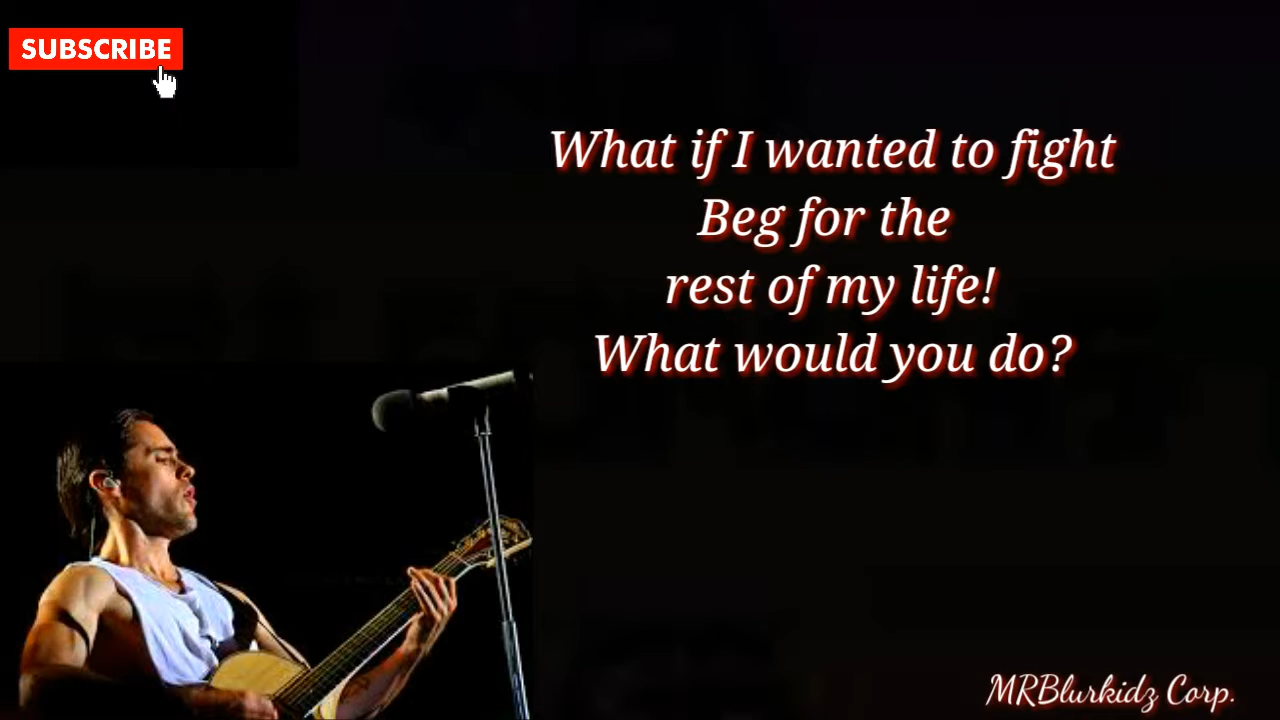 SUBSCRIBE
What if I wanted to fight
Beg for the
rest of my life!
What would you do?
MRBlurkidz Corp.